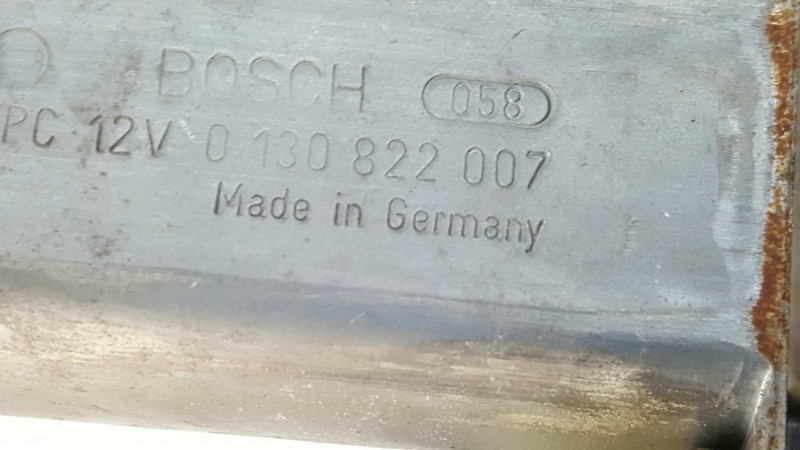 BOSCH 058
PC 12V 0 130 822 007
Made in Germany